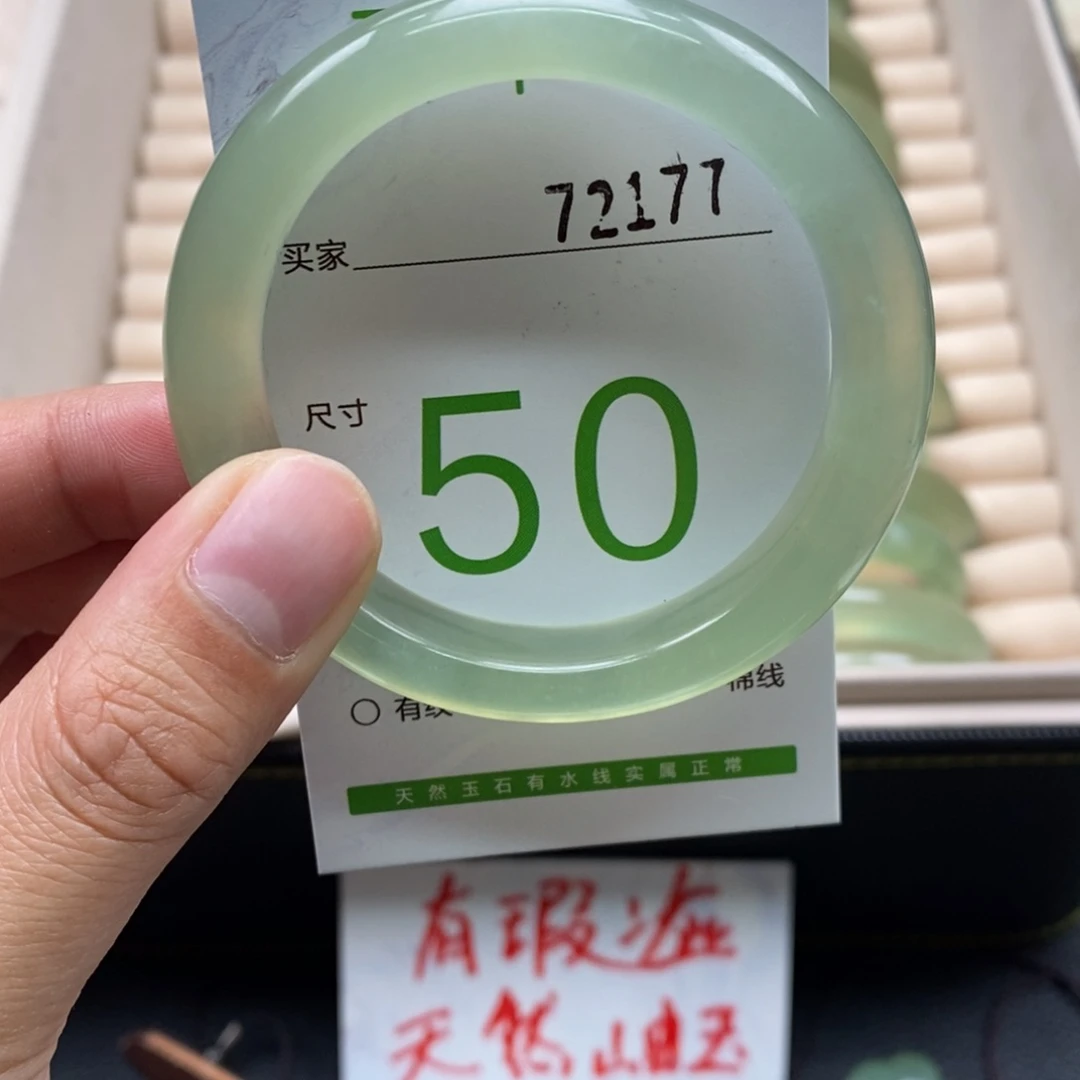 买家 72177
尺寸 50
○ 有纹 棉线
天然玉石有水线实属正常
有瑕疵
天然岫玉